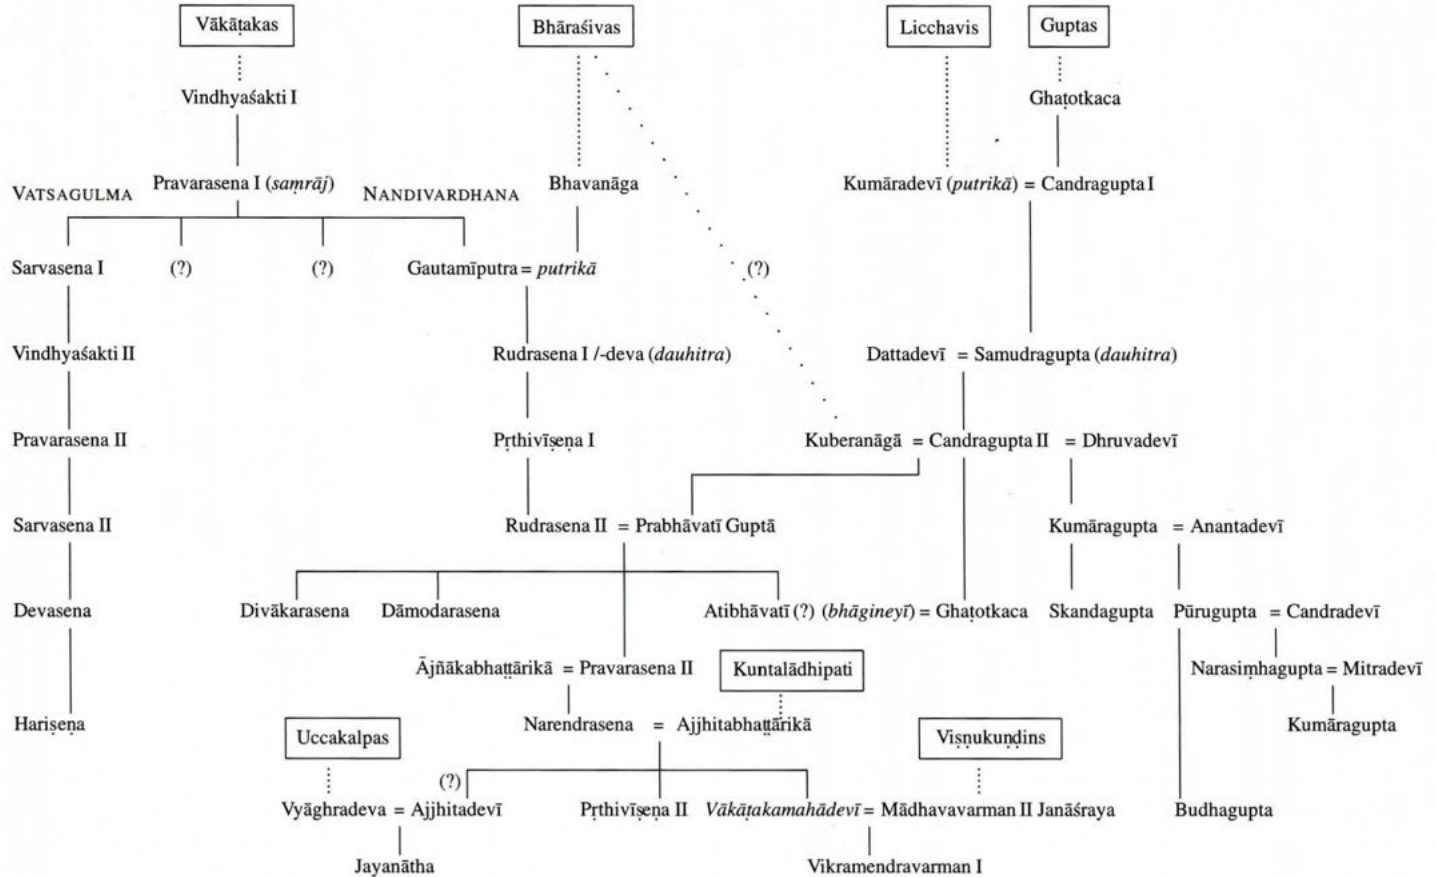 Vākāṭakas Bhāraśivas Licchavis Guptas
Vindhyaśakti I Ghaṭotkaca
VATSAGULMA Pravarasena I (saṃrāj) NANDIVARDHANA Bhavanāga Kumāradevī (putrikā) = Candragupta I
Sarvasena I (?) (?) Gautamīputra = putrikā (?)
Vindhyaśakti II Rudrasena I /-deva (dauhitra) Dattadevī = Samudragupta (dauhitra)
Pravarasena II Pṛthivīṣeṇa I Kuberanāgā = Candragupta II = Dhruvadevī
Sarvasena II Rudrasena II = Prabhāvatī Guptā Kumāragupta = Anantadevī
Devasena Divākarasena Dāmodarasena Atibhāvatī (?) (bhāgineyī) = Ghaṭotkaca Skandagupta Pūrugupta = Candradevī
Ājñākabhaṭṭārikā = Pravarasena II Kuntalādhipati Narasiṃhagupta = Mitradevī
Hariṣeṇa Uccakalpas Narendrasena = Ajjhitabhaṭṭārikā Viṣṇukuṇḍins Kumāragupta
(?)
Vyāghradeva = Ajjhitadevī Pṛthivīṣeṇa II Vākāṭakamahādevī = Mādhavavarman II Janāśraya Budhagupta
Jayanātha Vikramendravarman I